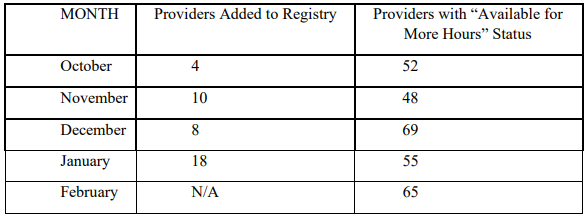 MONTH Providers Added to Registry Providers with “Available for
More Hours” Status
October 4 52
November 10 48
December 8 69
January 18 55
February N/A 65